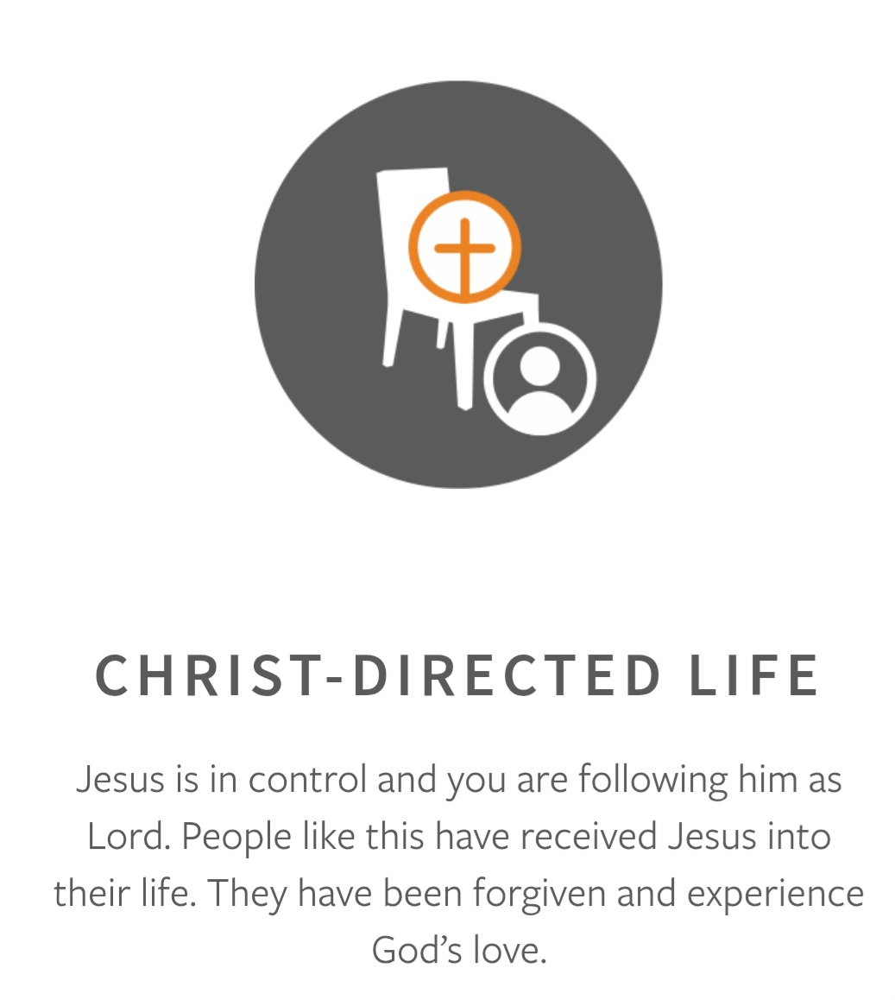 CHRIST-DIRECTED LIFE
Jesus is in control and you are following him as
Lord. People like this have received Jesus into
their life. They have been forgiven and experience
God’s love.